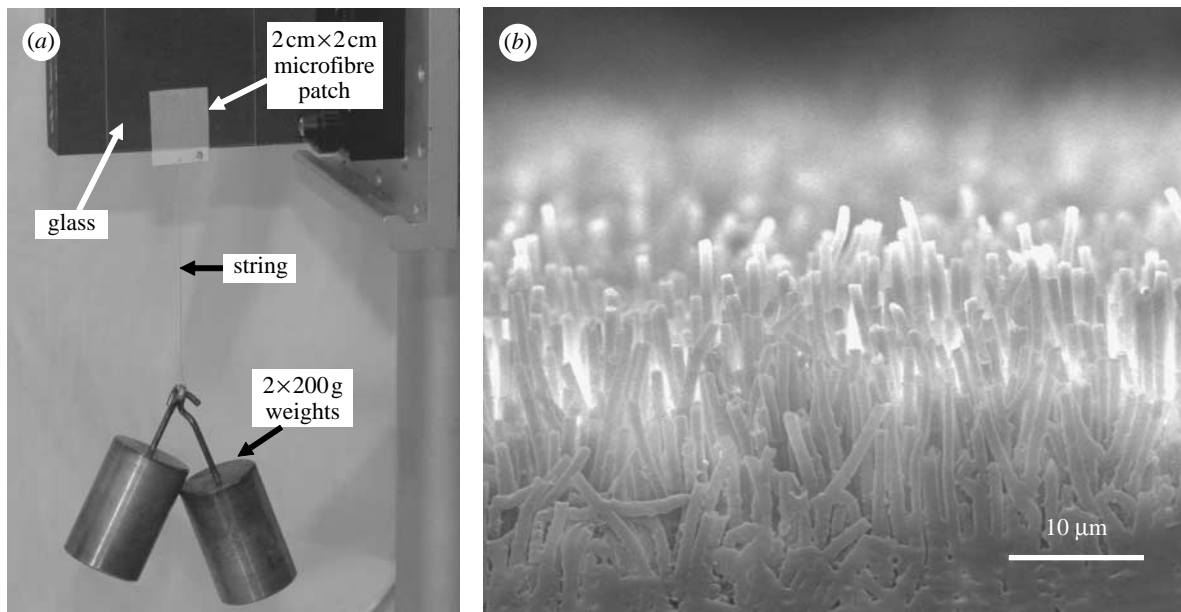 (a)
2 cm×2 cm
microfibre
patch
glass
string
2×200 g
weights
(b)
10 µm